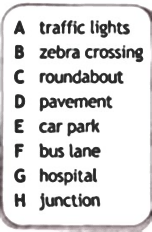 A traffic lights
B zebra crossing
C roundabout
D pavement
E car park
F bus lane
G hospital
H junction